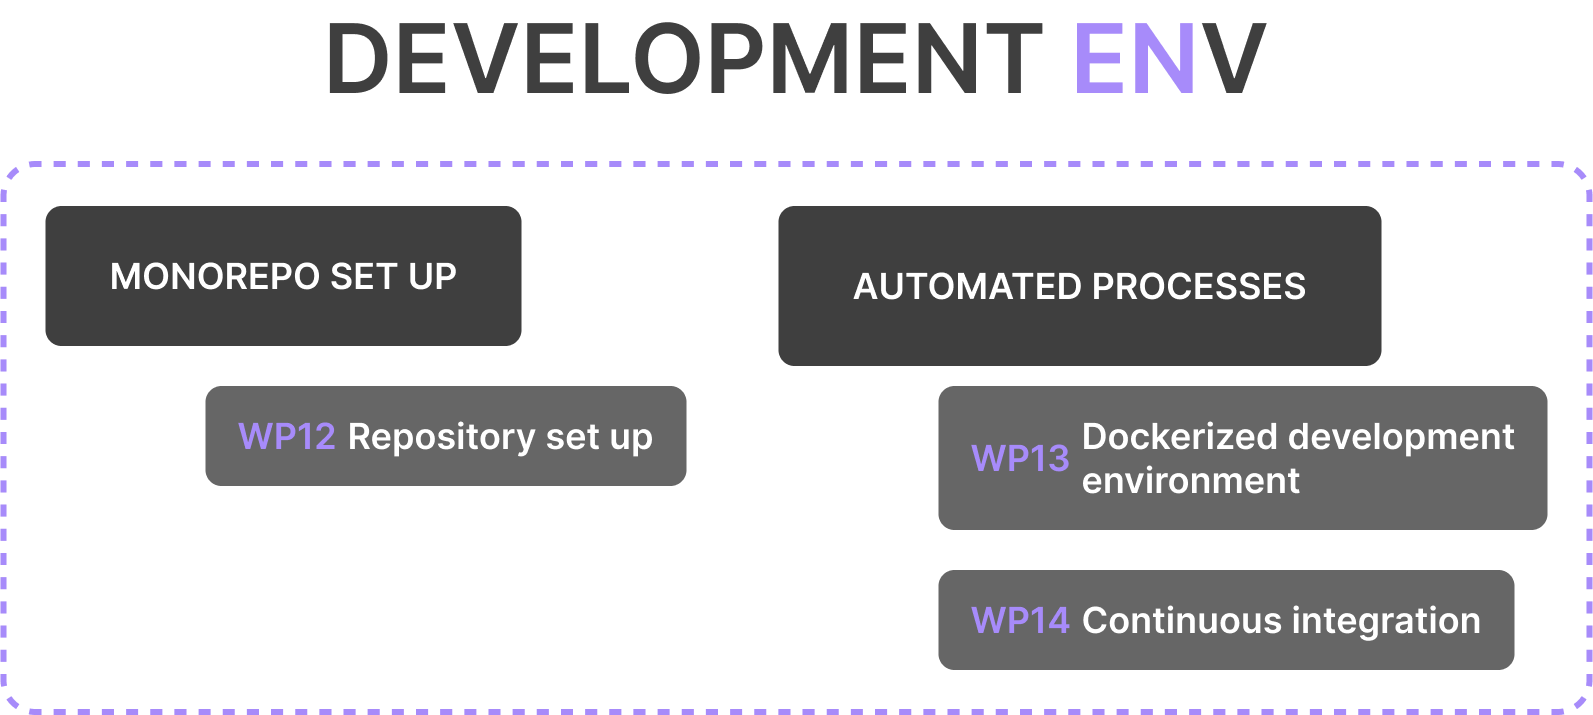 DEVELOPMENT ENV
MONOREPO SET UP
WP12 Repository set up
AUTOMATED PROCESSES
WP13 Dockerized development
environment
WP14 Continuous integration